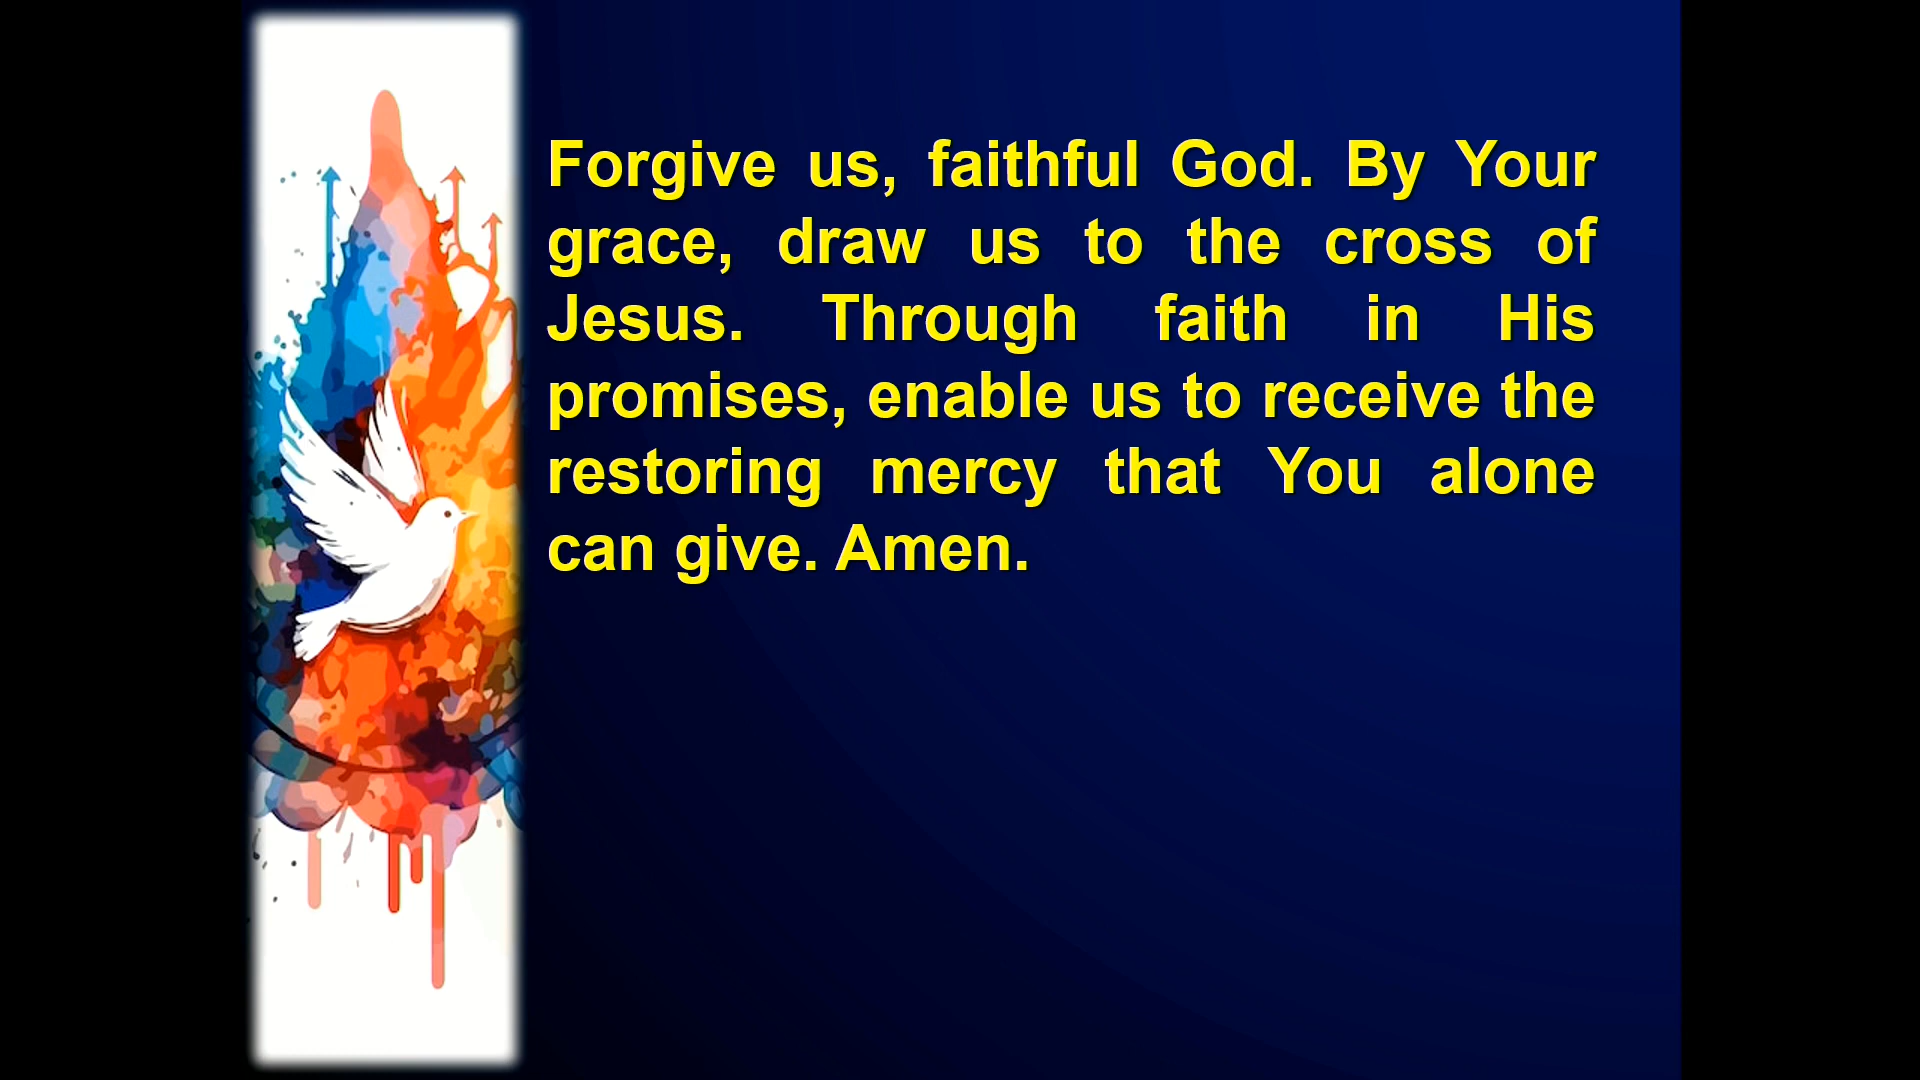 Forgive us, faithful God. By Your
grace, draw us to the cross of
Jesus. Through faith in His
promises, enable us to receive the
restoring mercy that You alone
can give. Amen.